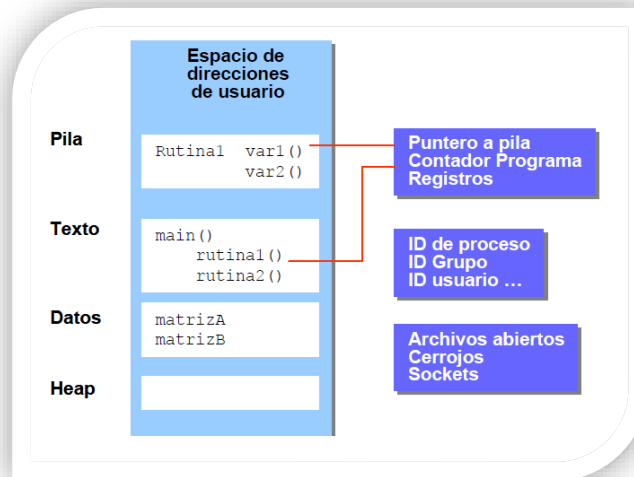 Espacio de
direcciones
de usuario
Pila
Rutina1 var1()
var2()
Puntero a pila
Contador Programa
Registros
Texto
main()
rutina1()
rutina2()
ID de proceso
ID Grupo
ID usuario ...
Datos
matrizA
matrizB
Archivos abiertos
Cerrojos
Sockets
Heap